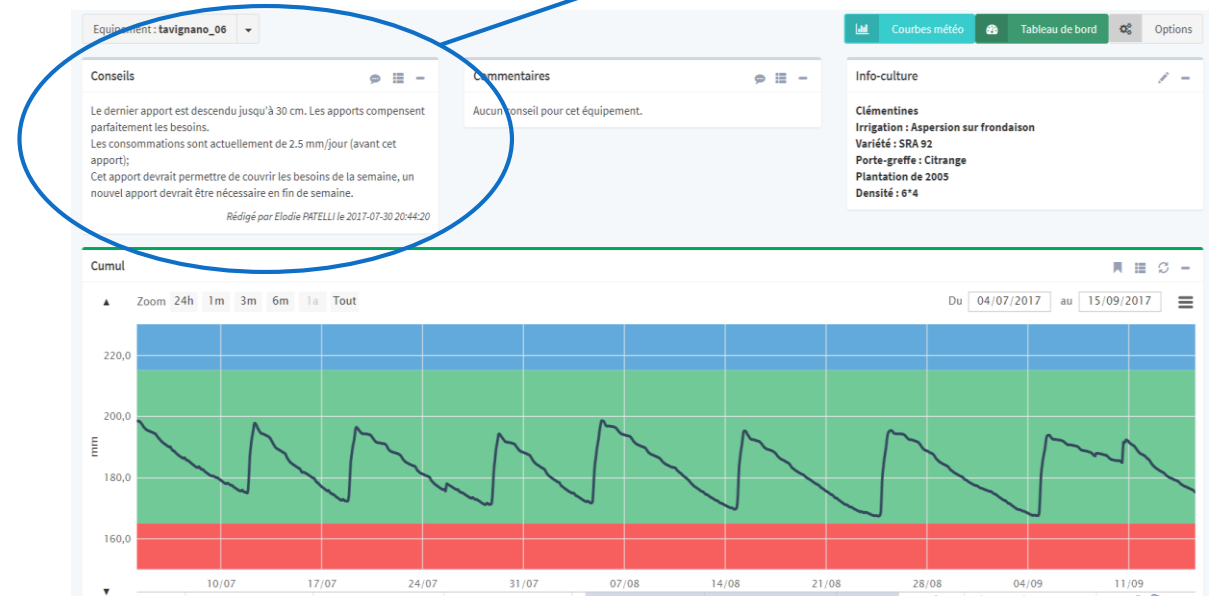 Equipement : tavignano_06
Courbes météo
Tableau de bord
Options
Conseils
Le dernier apport est descendu jusqu'à 30 cm. Les apports compensent
parfaitement les besoins.
Les consommations sont actuellement de 2.5 mm/jour (avant cet
apport);
Cet apport devrait permettre de couvrir les besoins de la semaine, un
nouvel apport devrait être nécessaire en fin de semaine.
Rédigé par Elodie PATELLI le 2017-07-30 20:44:20
Commentaires
Aucun conseil pour cet équipement.
Info-culture
Clémentines
Irrigation : Aspersion sur frondaison
Variété : SRA 92
Porte-greffe : Citrange
Plantation de 2005
Densité : 6*4
Cumul
Zoom 24h 1m 3m 6m 1a Tout
Du 04/07/2017 au 15/09/2017
220,0
200,0
180,0
160,0
mm
10/07 17/07 24/07 31/07 07/08 14/08 21/08 28/08 04/09 11/09